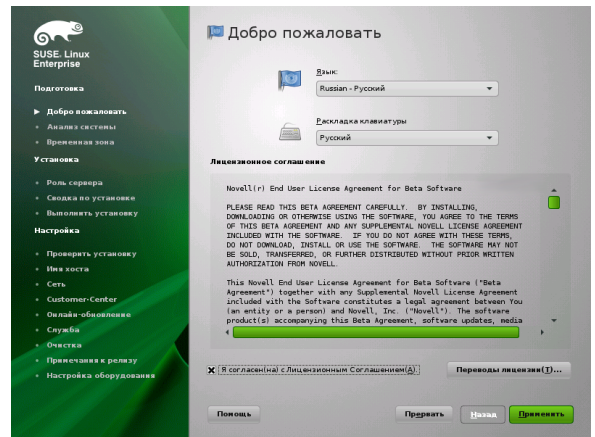 SUSE. Linux
Enterprise
Подготовка
Добро пожаловать
Анализ системы
Временная зона
Установка
Роль сервера
Сводка по установке
Выполнить установку
Настройка
Проверить установку
Имя хоста
Сеть
Customer-Center
Онлайн-обновление
Служба
Очистка
Примечания к релизу
Настройка оборудования
Добро пожаловать
Язык:
Russian - Русский
Раскладка клавиатуры
Русский
Лицензионное соглашение
Novell(r) End User License Agreement for Beta Software
PLEASE READ THIS BETA AGREEMENT CAREFULLY. BY INSTALLING,
DOWNLOADING OR OTHERWISE USING THE SOFTWARE, YOU AGREE TO THE TERMS
OF THIS BETA AGREEMENT AND ANY SUPPLEMENTAL NOVELL LICENSE AGREEMENT
INCLUDED WITH THE SOFTWARE. IF YOU DO NOT AGREE WITH THESE TERMS,
DO NOT DOWNLOAD, INSTALL OR USE THE SOFTWARE. THE SOFTWARE MAY NOT
BE SOLD, TRANSFERRED, OR FURTHER DISTRIBUTED WITHOUT PRIOR WRITTEN
AUTHORIZATION FROM NOVELL.
This Novell End User License Agreement for Beta Software ("Beta
Agreement") together with any Supplemental Novell License Agreement
included with the Software constitutes a legal agreement between You
(an entity or a person) and Novell, Inc. ("Novell"). The software
product(s) accompanying this Beta Agreement, software updates, media
Я согласен(на) с Лицензионным Соглашением(А).
Переводы лицензии(T)...
Помощь
Прервать
Назад
Применить